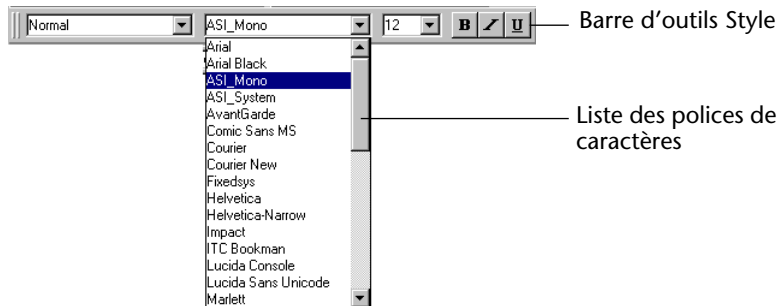 Normal ASI_Mono 12 B I U Barre d’outils Style
Arial
Arial Black
ASI_Mono
ASI_System
AvantGarde
Comic Sans MS
Courier
Courier New
Fixedsys
Helvetica
Helvetica-Narrow
Impact
ITC Bookman
Lucida Console
Lucida Sans Unicode
Marlett
Liste des polices de
caractères